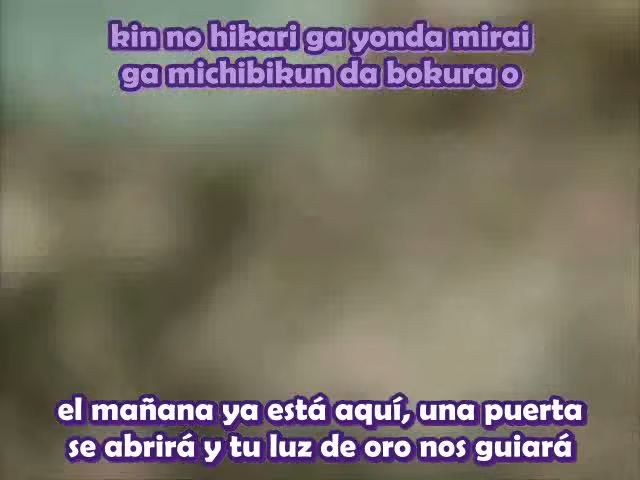 kin no hikari ga yonda mirai
ga michibikun da bokura o
el mañana ya está aquí, una puerta
se abrirá y tu luz de oro nos guiará